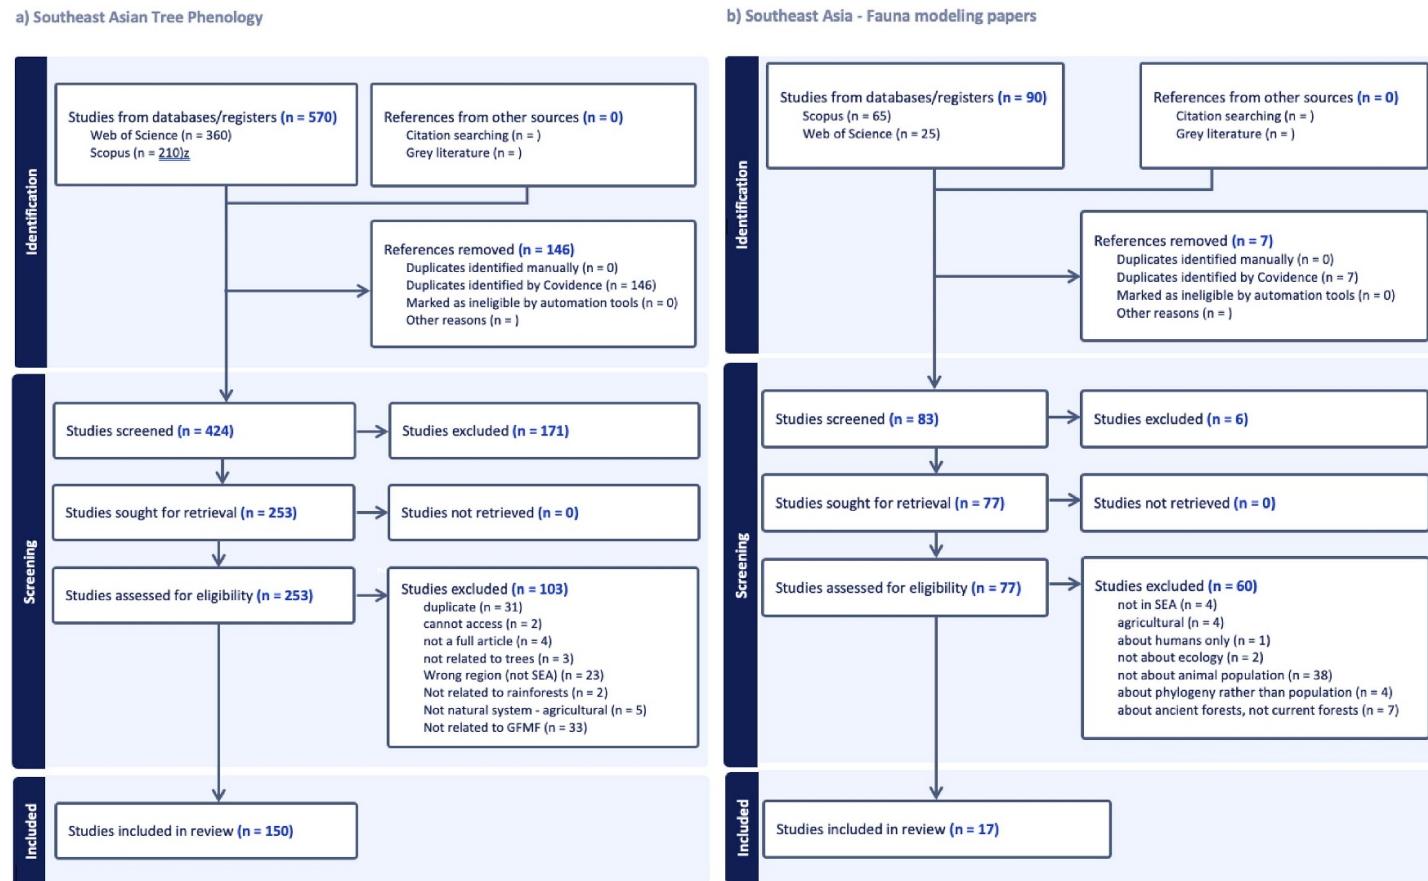 a) Southeast Asian Tree Phenology
Identification
Studies from databases/registers (n = 570)
Web of Science (n = 360)
Scopus (n = 210)z
References from other sources (n = 0)
Citation searching (n = )
Grey literature (n = )
References removed (n = 146)
Duplicates identified manually (n = 0)
Duplicates identified by Covidence (n = 146)
Marked as ineligible by automation tools (n = 0)
Other reasons (n = )
Screening
Studies screened (n = 424)
Studies excluded (n = 171)
Studies sought for retrieval (n = 253)
Studies not retrieved (n = 0)
Studies assessed for eligibility (n = 253)
Studies excluded (n = 103)
duplicate (n = 31)
cannot access (n = 2)
not a full article (n = 4)
not related to trees (n = 3)
Wrong region (not SEA) (n = 23)
Not related to rainforests (n = 2)
Not natural system - agricultural (n = 5)
Not related to GFMF (n = 33)
Included
Studies included in review (n = 150)
b) Southeast Asia - Fauna modeling papers
Identification
Studies from databases/registers (n = 90)
Scopus (n = 65)
Web of Science (n = 25)
References from other sources (n = 0)
Citation searching (n = )
Grey literature (n = )
References removed (n = 7)
Duplicates identified manually (n = 0)
Duplicates identified by Covidence (n = 7)
Marked as ineligible by automation tools (n = 0)
Other reasons (n = )
Screening
Studies screened (n = 83)
Studies excluded (n = 6)
Studies sought for retrieval (n = 77)
Studies not retrieved (n = 0)
Studies assessed for eligibility (n = 77)
Studies excluded (n = 60)
not in SEA (n = 4)
agricultural (n = 4)
about humans only (n = 1)
not about ecology (n = 2)
not about animal population (n = 38)
about phylogeny rather than population (n = 4)
about ancient forests, not current forests (n = 7)
Included
Studies included in review (n = 17)